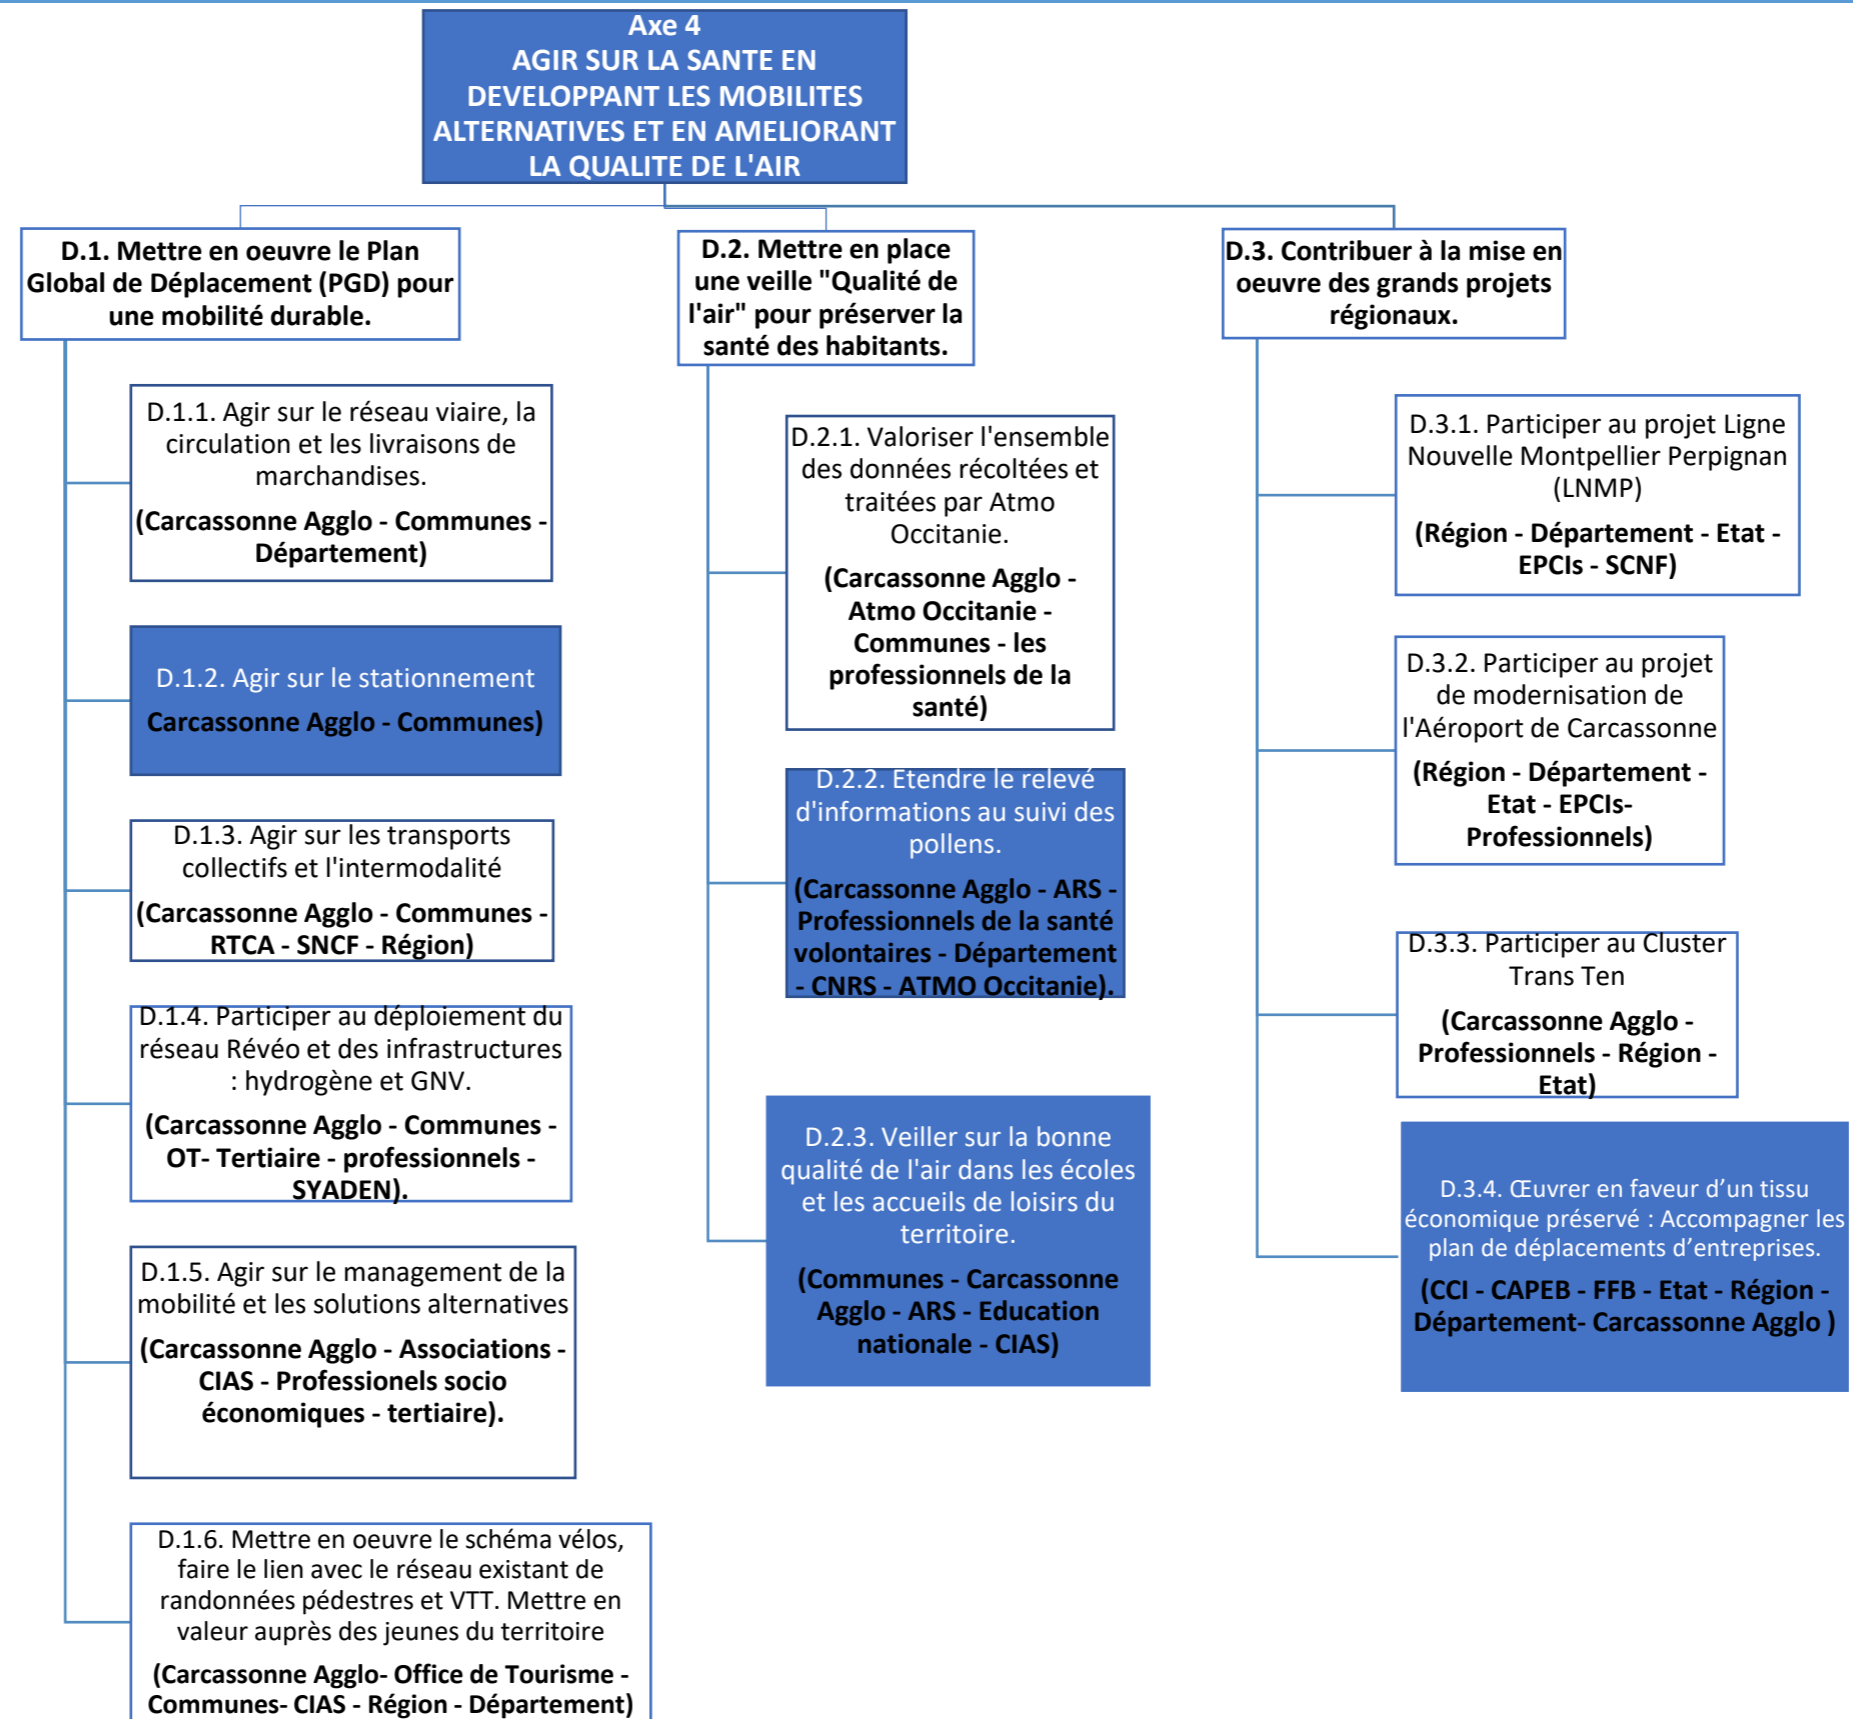 Axe 4
AGIR SUR LA SANTE EN
DEVELOPPANT LES MOBILITES
ALTERNATIVES ET EN AMELIORANT
LA QUALITE DE L'AIR
D.1. Mettre en oeuvre le Plan
Global de Déplacement (PGD) pour
une mobilité durable.
D.1.1. Agir sur le réseau viaire, la
circulation et les livraisons de
marchandises.
(Carcassonne Agglo - Communes -
Département)
D.1.2. Agir sur le stationnement
Carcassonne Agglo - Communes)
D.1.3. Agir sur les transports
collectifs et l'intermodalité
(Carcassonne Agglo - Communes -
RTCA - SNCF - Région)
D.1.4. Participer au déploiement du
réseau Révéo et des infrastructures
: hydrogène et GNV.
(Carcassonne Agglo - Communes -
OT- Tertiaire - professionnels -
SYADEN).
D.1.5. Agir sur le management de la
mobilité et les solutions alternatives
(Carcassonne Agglo - Associations -
CIAS - Professionels socio
économiques - tertiaire).
D.1.6. Mettre en oeuvre le schéma vélos,
faire le lien avec le réseau existant de
randonnées pédestres et VTT. Mettre en
valeur auprès des jeunes du territoire
(Carcassonne Agglo- Office de Tourisme -
Communes- CIAS - Région - Département)
D.2. Mettre en place
une veille "Qualité de
l'air" pour préserver la
santé des habitants.
D.2.1. Valoriser l'ensemble
des données récoltées et
traitées par Atmo
Occitanie.
(Carcassonne Agglo -
Atmo Occitanie -
Communes - les
professionnels de la
santé)
D.2.2. Etendre le relevé
d'informations au suivi des
pollens.
(Carcassonne Agglo - ARS -
Professionnels de la santé
volontaires - Département
- CNRS - ATMO Occitanie).
D.2.3. Veiller sur la bonne
qualité de l'air dans les écoles
et les accueils de loisirs du
territoire.
(Communes - Carcassonne
Agglo - ARS - Education
nationale - CIAS)
D.3. Contribuer à la mise en
oeuvre des grands projets
régionaux.
D.3.1. Participer au projet Ligne
Nouvelle Montpellier Perpignan
(LNMP)
(Région - Département - Etat -
EPCIs - SCNF)
D.3.2. Participer au projet
de modernisation de
l'Aéroport de Carcassonne
(Région - Département -
Etat - EPCIs-
Professionnels)
D.3.3. Participer au Cluster
Trans Ten
(Carcassonne Agglo -
Professionnels - Région -
Etat)
D.3.4. Œuvrer en faveur d’un tissu
économique préservé : Accompagner les
plan de déplacements d’entreprises.
(CCI - CAPEB - FFB - Etat - Région -
Département- Carcassonne Agglo )